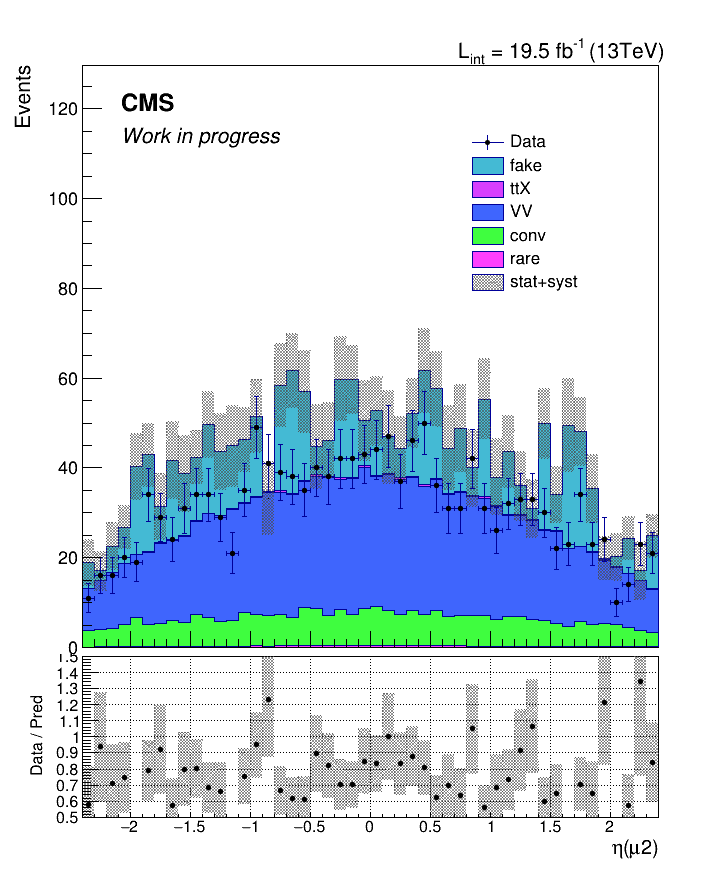 L_int = 19.5 fb⁻¹ (13TeV)
Events
CMS
Work in progress
Data
fake
ttX
VV
conv
rare
stat+syst
120
100
80
60
40
20
0
1.5
1.4
1.3
1.2
1.1
1
0.9
0.8
0.7
0.6
0.5
Data / Pred
−2 −1.5 −1 −0.5 0 0.5 1 1.5 2
η(μ2)